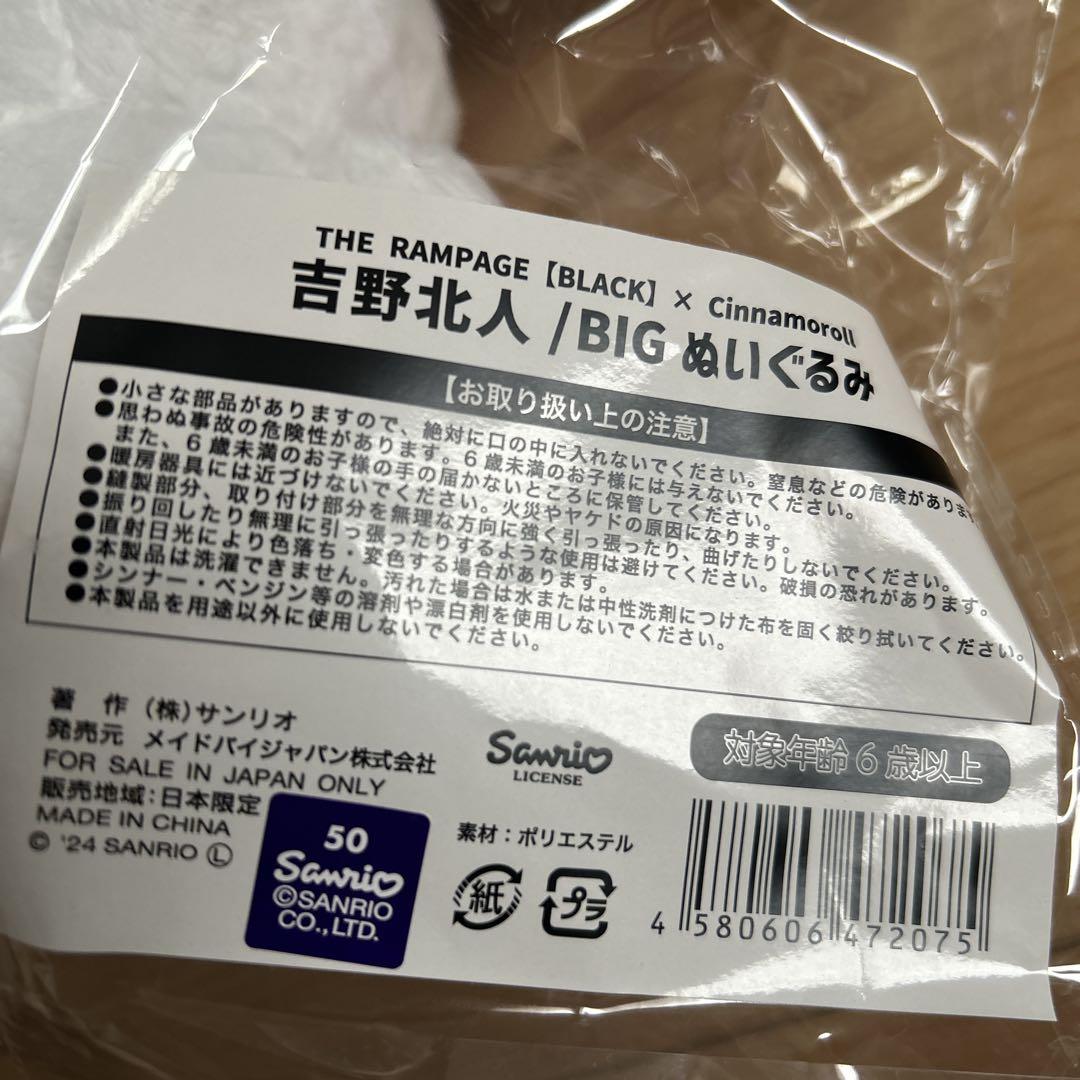 THE RAMPAGE【BLACK】× Cinnamoroll
吉野北人 /BIG ぬいぐるみ
【お取り扱い上の注意】
●小さな部品がありますので、絶対に口の中に入れないでください。窒息などの危険があります。
●思わぬ事故の危険性があります。6歳未満のお子様には与えないでください。
また、6歳未満のお子様の手の届かないところに保管してください。
●暖房器具には近づけないでください。火災やヤケドの原因になります。
●縫製部分、取り付け部分を無理な方向に強く引っ張ったり、曲げたりしないでください。
●振り回したり無理に引っ張ったりするような使用は避けてください。破損の恐れがあります。
●直射日光により色落ち・変色する場合があります。
●本製品は洗濯できません。汚れた場合は水または中性洗剤につけた布を固く絞り拭いてください。
●シンナー・ベンジン等の溶剤や漂白剤を使用しないでください。
●本製品を用途以外に使用しないでください。
著 作 (株)サンリオ
発売元 メイドバイジャパン株式会社
FOR SALE IN JAPAN ONLY
販売地域:日本限定
MADE IN CHINA
© '24 SANRIO Ⓛ
50
Sanrio
©SANRIO
CO., LTD.
Sanrio
LICENSE
対象年齢 6 歳以上
素材:ポリエステル
紙
プラ
4 580606 472075